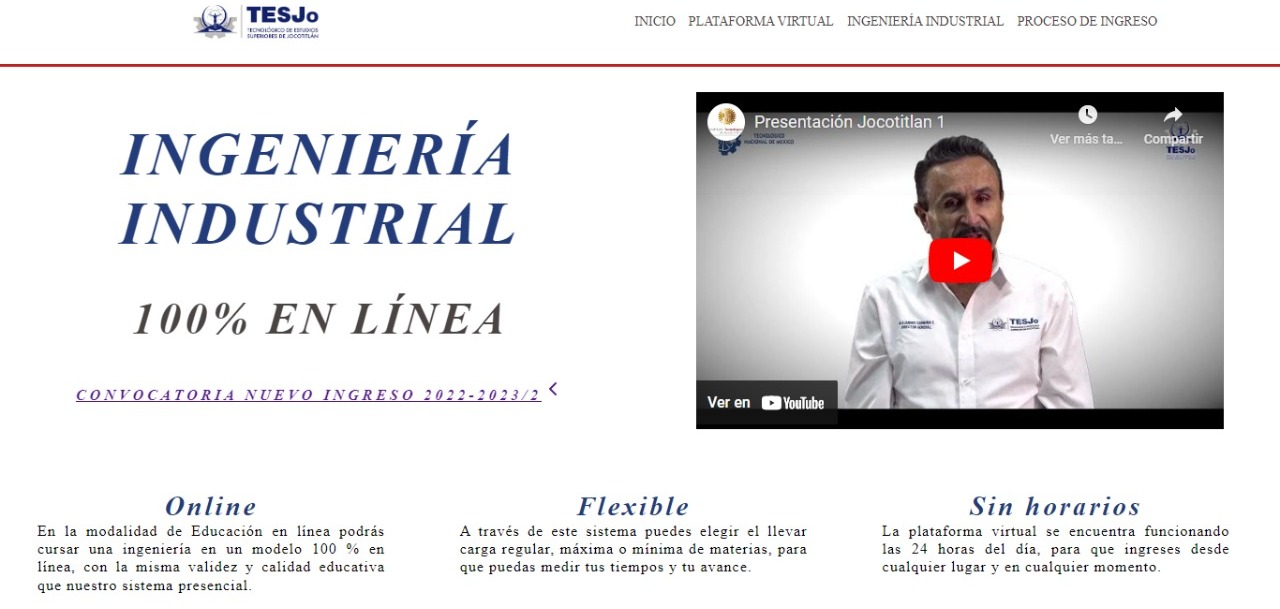 TESJo
TECNOLÓGICO DE ESTUDIOS
SUPERIORES DE JOCOTITLÁN
INICIO PLATAFORMA VIRTUAL INGENIERÍA INDUSTRIAL PROCESO DE INGRESO
INGENIERÍA
INDUSTRIAL
100% EN LÍNEA
CONVOCATORIA NUEVO INGRESO 2022-2023/2
Presentación Jocotitlan 1
Ver más ta...
Compartir
TECNOLÓGICO
NACIONAL DE MÉXICO
TESJo
TESJo
DIRECTOR GENERAL
Ver en YouTube
Online
En la modalidad de Educación en línea podrás
cursar una ingeniería en un modelo 100 % en
línea, con la misma validez y calidad educativa
que nuestro sistema presencial.
Flexible
A través de este sistema puedes elegir el llevar
carga regular, máxima o mínima de materias, para
que puedas medir tus tiempos y tu avance.
Sin horarios
La plataforma virtual se encuentra funcionando
las 24 horas del día, para que ingreses desde
cualquier lugar y en cualquier momento.